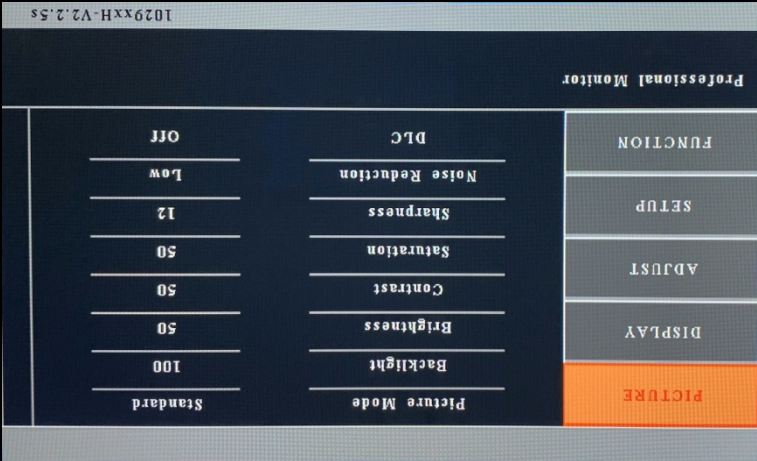 PICTURE
DISPLAY
ADJUST
SETUP
FUNCTION
Picture Mode Standard
Backlight 100
Brightness 50
Contrast 50
Saturation 50
Sharpness 12
Noise Reduction Low
DLC Off
Professional Monitor
1029xxH-V2.2.5s